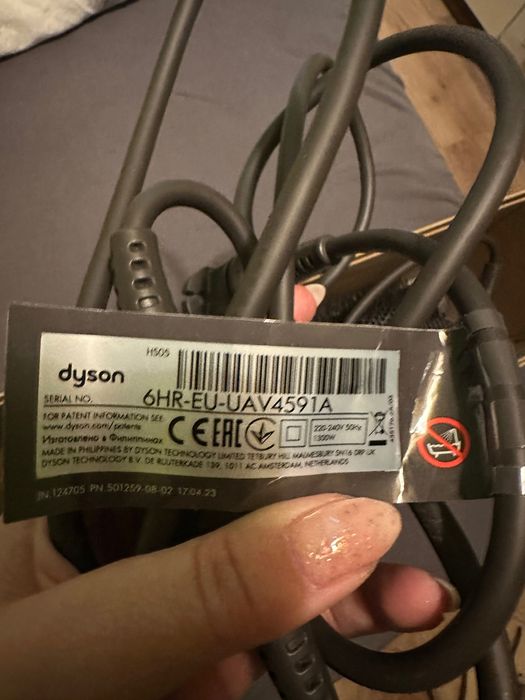 HS05
dyson
SERIAL NO. 6HR-EU-UAV4591A
FOR PATENT INFORMATION SEE:
www.dyson.com/patents
Изготовлено в Филиппинах
CE EAC
220-240V 50Hz
1300W
MADE IN PHILIPPINES BY DYSON TECHNOLOGY LIMITED TETBURY HILL MALMESBURY SN16 0RP UK
DYSON TECHNOLOGY B.V. DE RUIJTERKADE 139, 1011 AC AMSTERDAM, NETHERLANDS
JN.124705 PN.501259-08-02 17.04.23